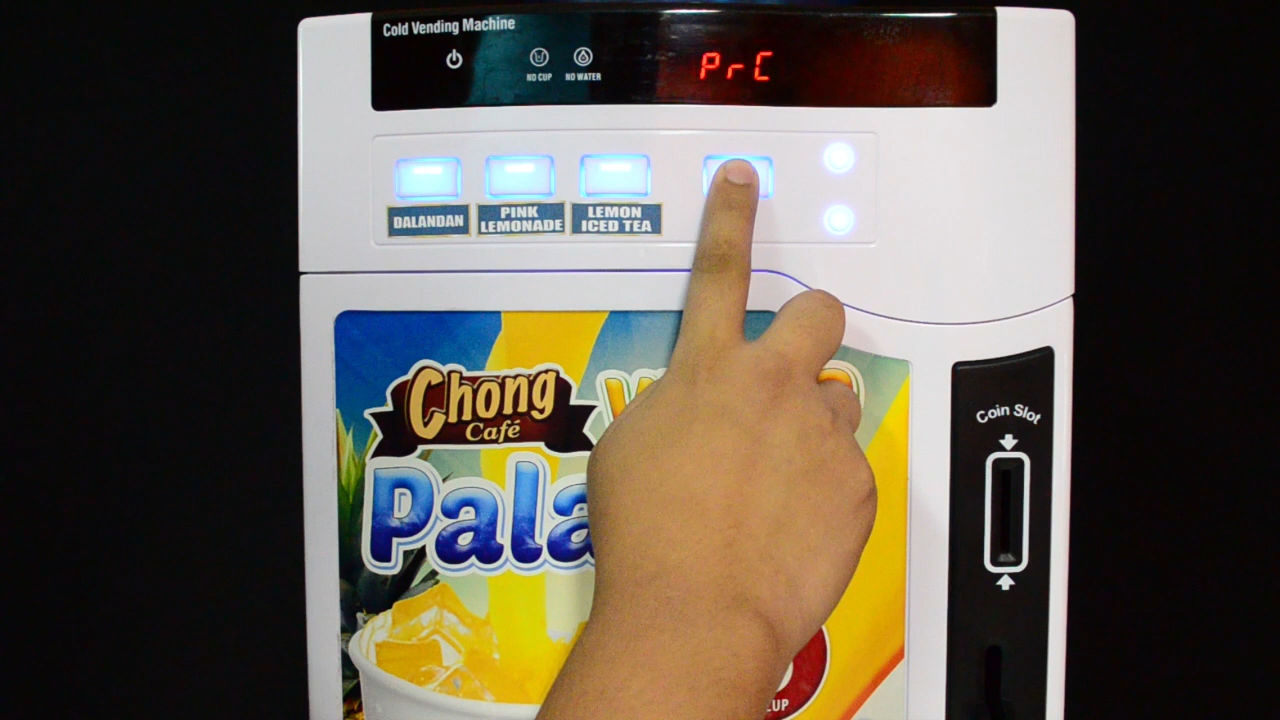 Cold Vending Machine
NO CUP
NO WATER
PrC
DALANDAN
PINK
LEMONADE
LEMON
ICED TEA
Chong
Café
Pala
Coin Slot